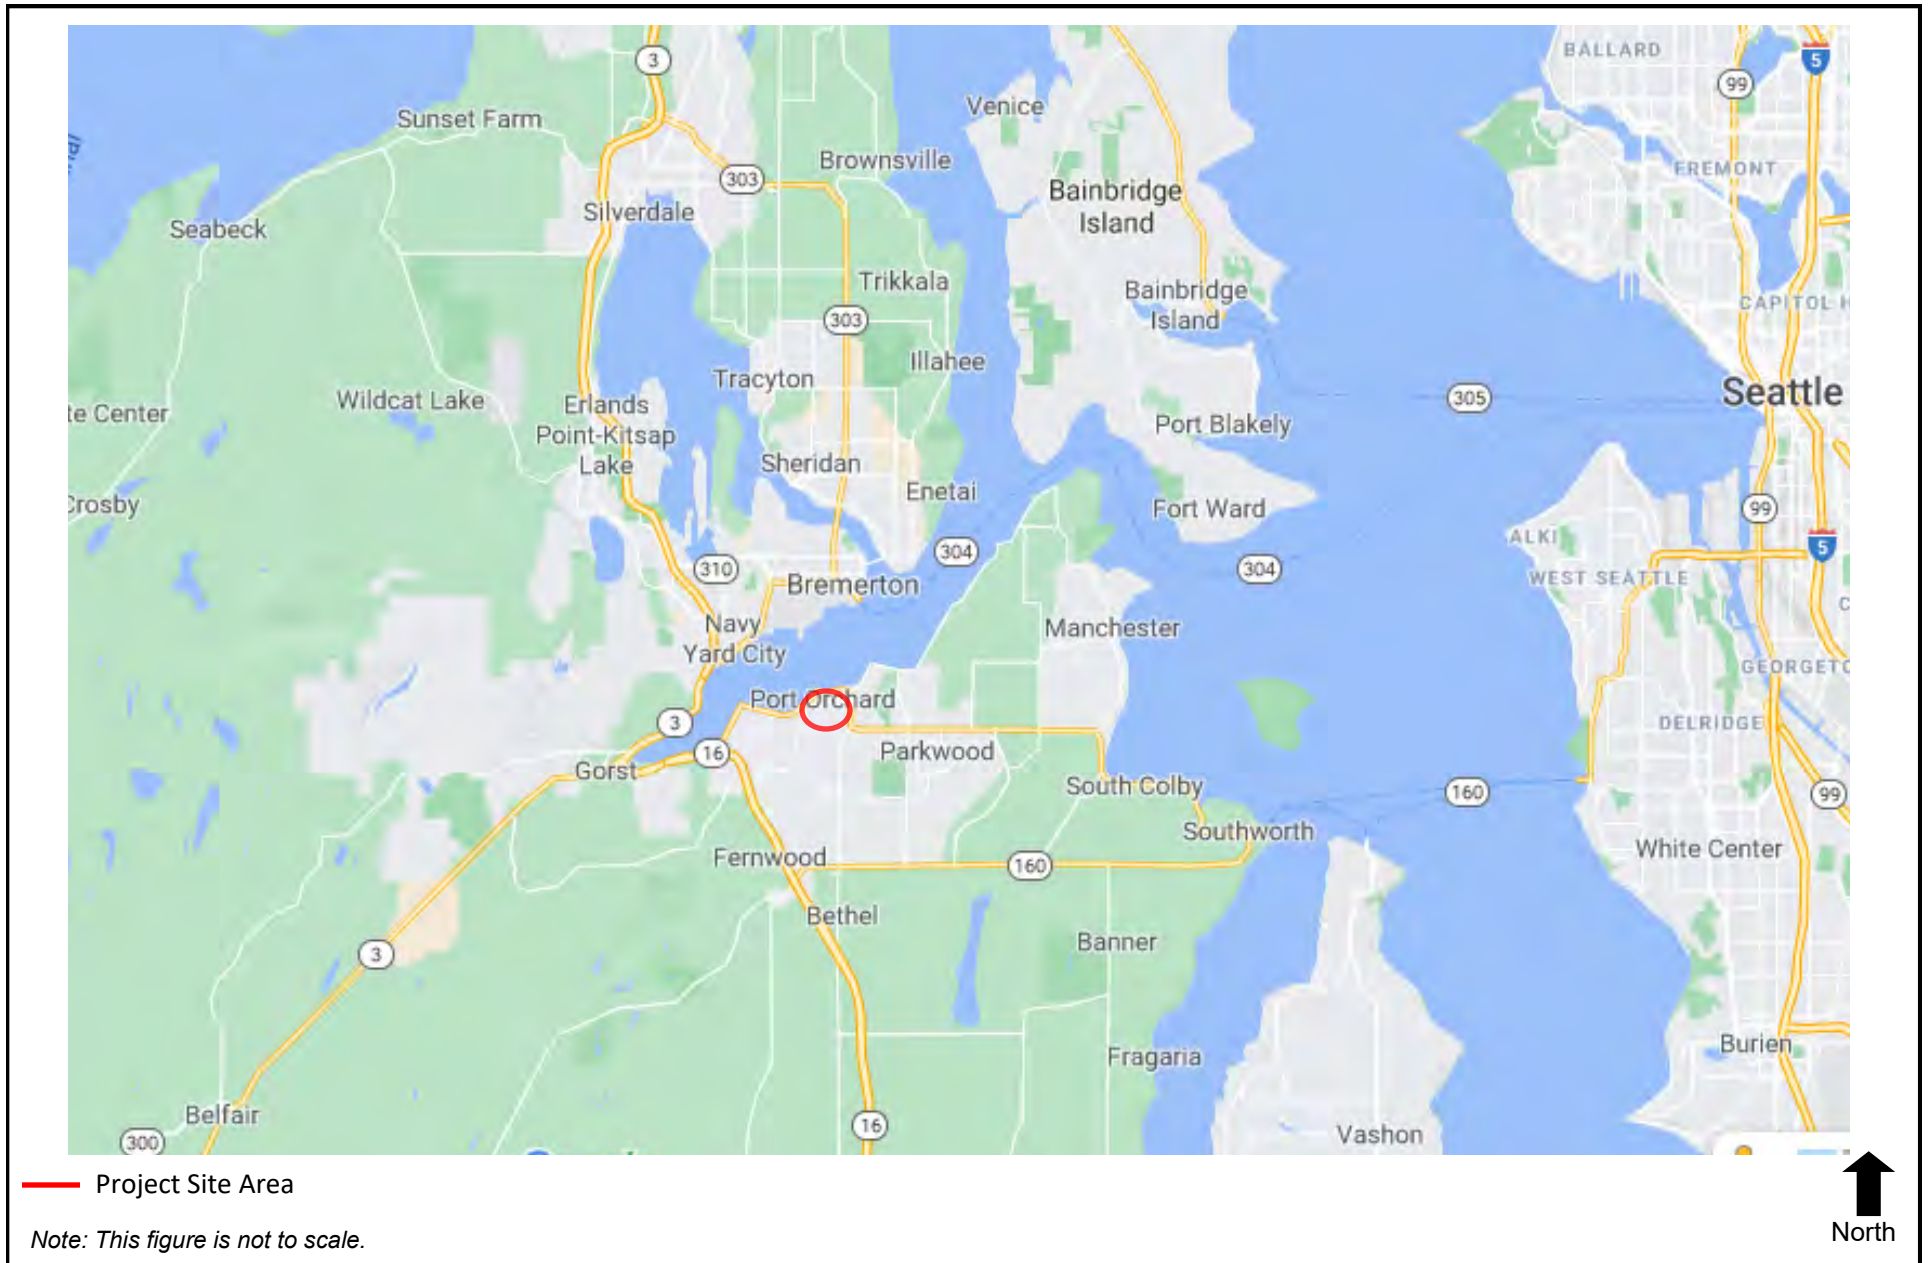 BALLARD
5
3
99
Venice
Sunset Farm
Brownsville
FREMONT
303
Bainbridge
Island
Silverdale
Seabeck
Trikkala
Bainbridge
Island
CAPITOL H
303
Illahee
Tracyton
Seattle
305
Wildcat Lake
Erlands
Point-Kitsap
Lake
te Center
Port Blakely
Sheridan
Enetai
Crosby
Fort Ward
99
ALKI
5
304
304
310
WEST SEATTLE
Bremerton
Navy
Yard City
Manchester
GEORGETO
Port Orchard
3
DELRIDGE
16
Parkwood
Gorst
South Colby
160
99
Southworth
White Center
Fernwood
160
Bethel
Banner
3
Burien
Fragaria
Belfair
16
Vashon
300
Project Site Area
Note: This figure is not to scale.
North